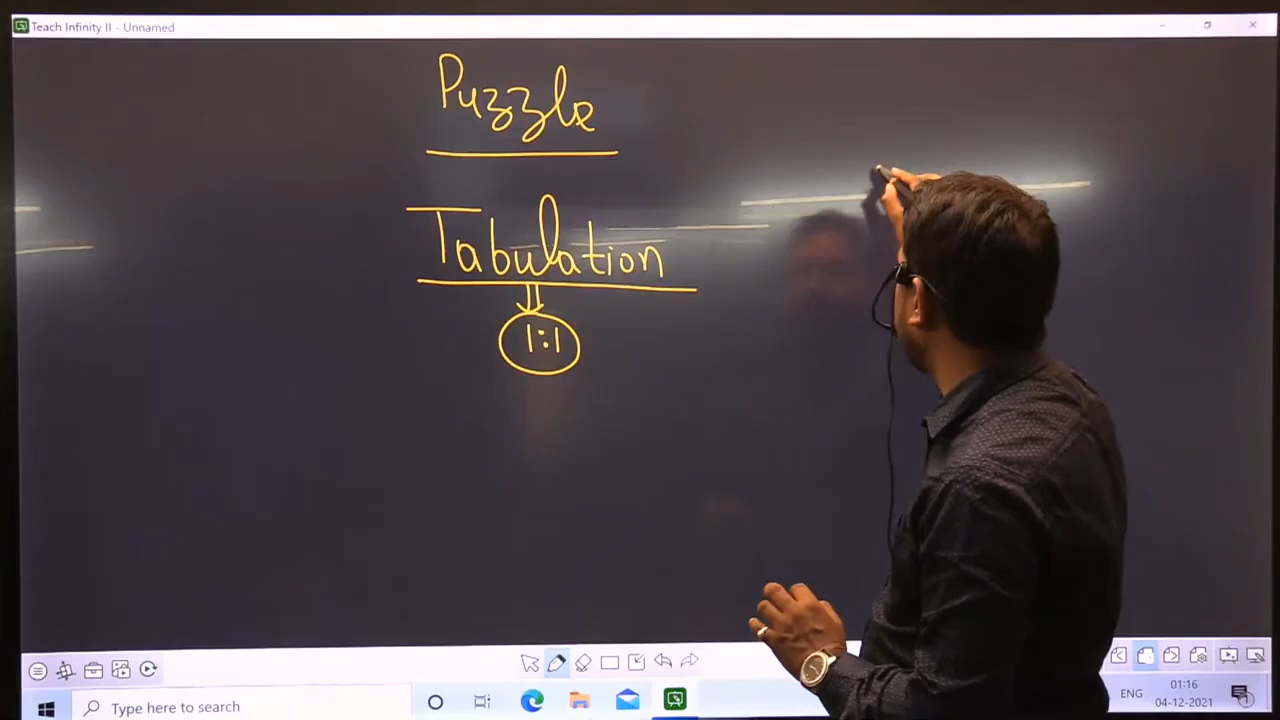 Teach Infinity II - Unnamed
Puzzle
Tabulation
1:1
Type here to search
ENG
01:16
04-12-2021